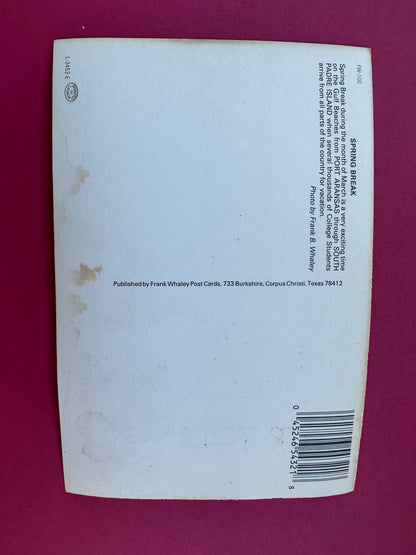 FW-100
SPRING BREAK
Spring Break during the month of March is a very exciting time
on the Gulf Beaches from PORT ARANSAS through SOUTH
PADRE ISLAND when several thousands of College Students
arrive from all parts of the country for vacation.
Photo by Frank B. Whaley
L-3452-E
Published by Frank Whaley Post Cards, 733 Burkshire, Corpus Christi, Texas 78412
0 45246 54321 8